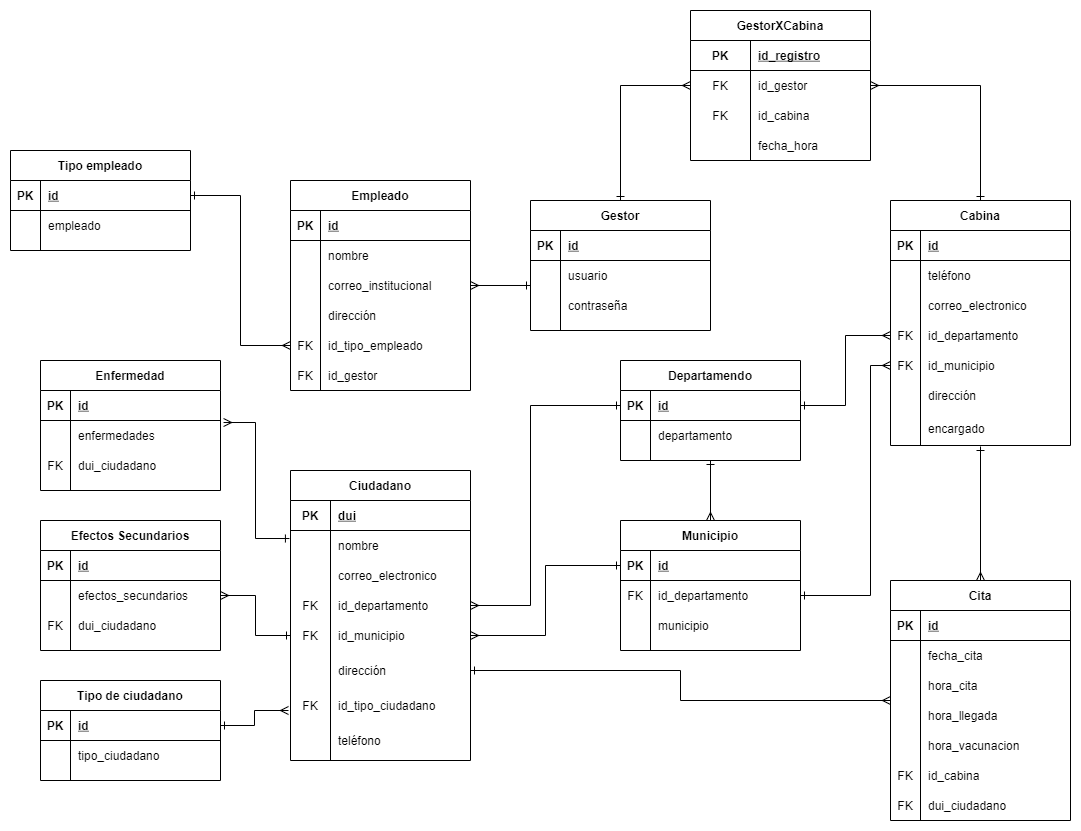 GestorXCabina
PK id_registro
FK id_gestor
FK id_cabina
fecha_hora
Tipo empleado
PK id
empleado
Empleado
PK id
nombre
correo_institucional
dirección
FK id_tipo_empleado
FK id_gestor
Gestor
PK id
usuario
contraseña
Cabina
PK id
teléfono
correo_electronico
FK id_departamento
FK id_municipio
dirección
encargado
Enfermedad
PK id
enfermedades
FK dui_ciudadano
Departamendo
PK id
departamento
Ciudadano
PK dui
nombre
correo_electronico
FK id_departamento
FK id_municipio
dirección
FK id_tipo_ciudadano
teléfono
Efectos Secundarios
PK id
efectos_secundarios
FK dui_ciudadano
Municipio
PK id
FK id_departamento
municipio
Tipo de ciudadano
PK id
tipo_ciudadano
Cita
PK id
fecha_cita
hora_cita
hora_llegada
hora_vacunacion
FK id_cabina
FK dui_ciudadano